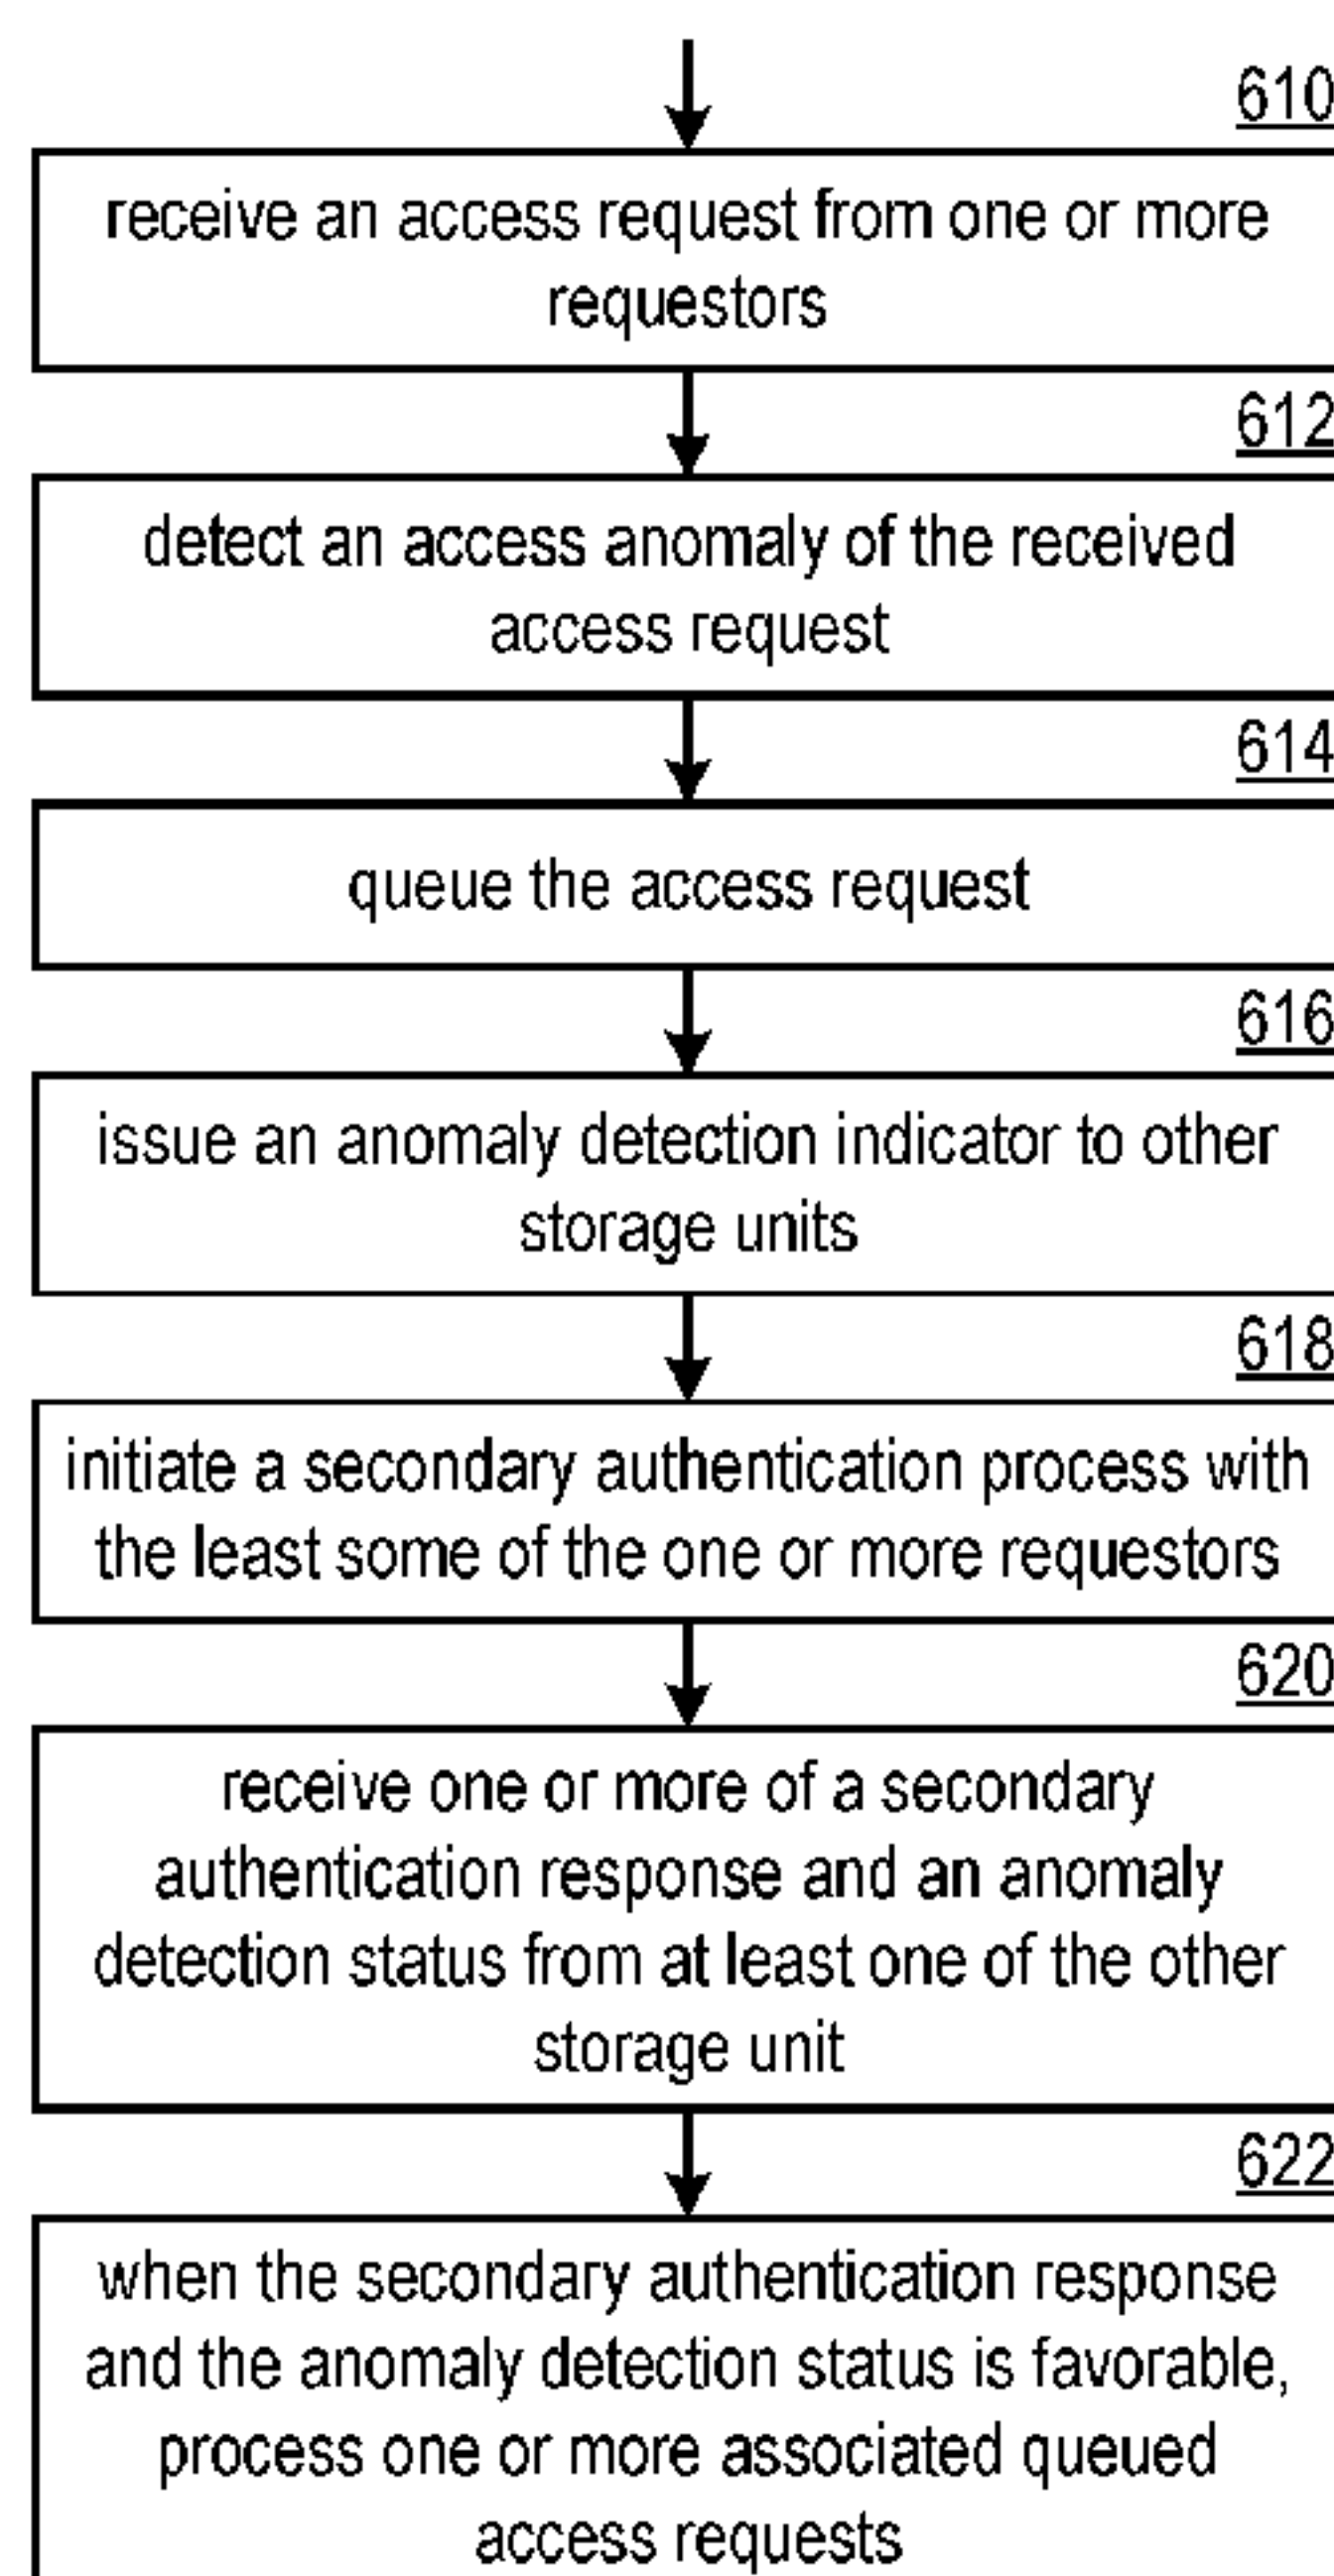 610
receive an access request from one or more
requestors
612
detect an access anomaly of the received
access request
614
queue the access request
616
issue an anomaly detection indicator to other
storage units
618
initiate a secondary authentication process with
the least some of the one or more requestors
620
receive one or more of a secondary
authentication response and an anomaly
detection status from at least one of the other
storage unit
622
when the secondary authentication response
and the anomaly detection status is favorable,
process one or more associated queued
access requests